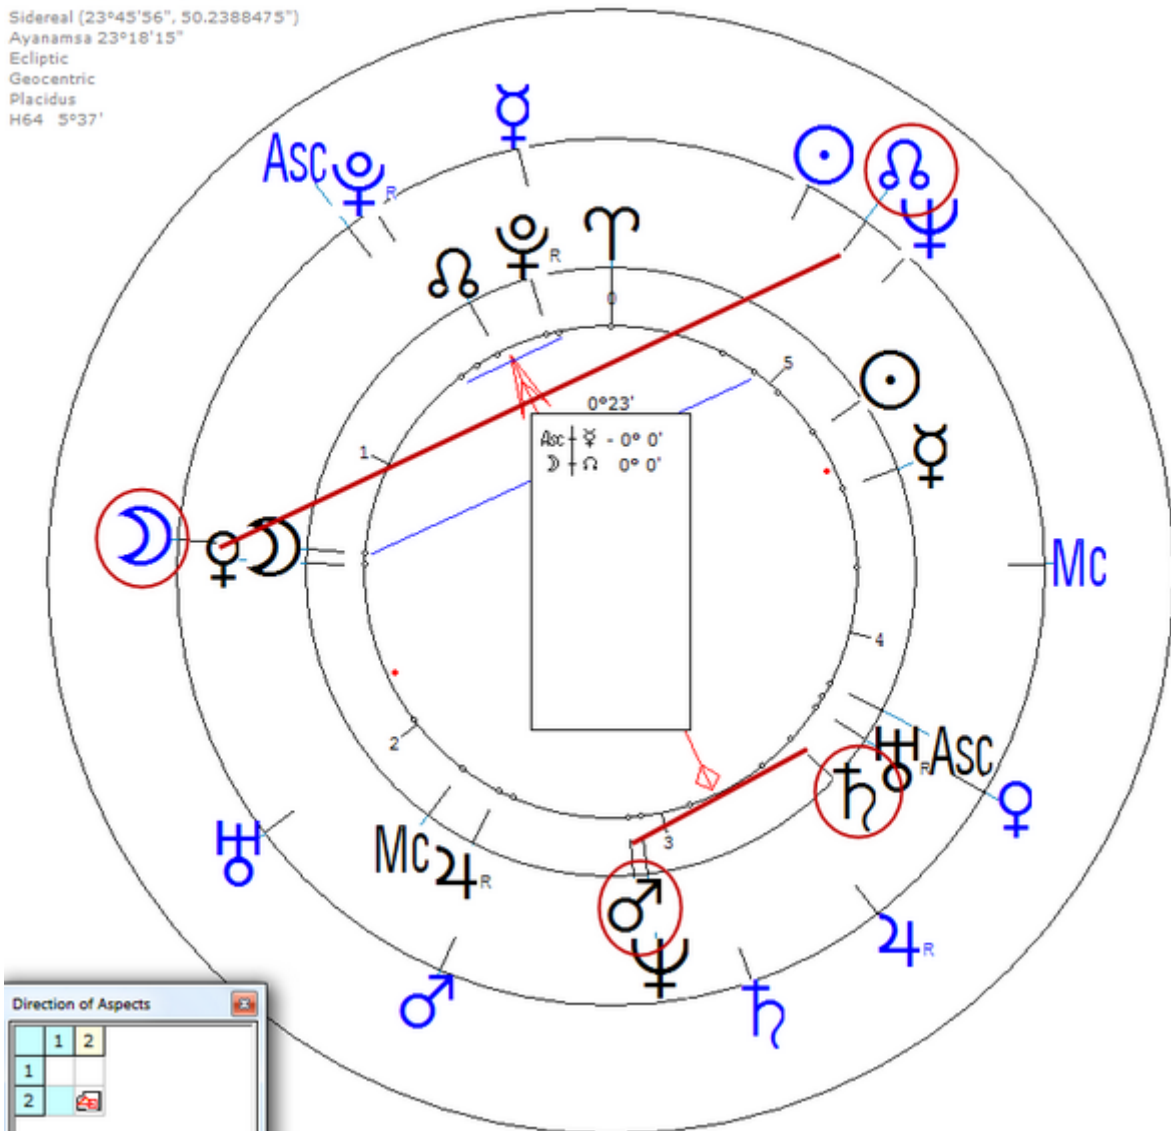 Sidereal (23°45'56", 50.2388475")
Ayanamsa 23°18'15"
Ecliptic
Geocentric
Placidus
H64 5°37'
☿
Asc ♇ R
☉ ☊ ♆
☊ ♇ R ♈
0
5
☉
0°23'
Asc ☿ - 0° 0'
☽ ☊ 0° 0'
1
☿
☽ ♀ ☽
Mc
4
2
♅ R Asc
♄
♀
3
♅
Mc ♃ R
♂
♆
♃ R
♂
♄
Direction of Aspects
1 2
1
2